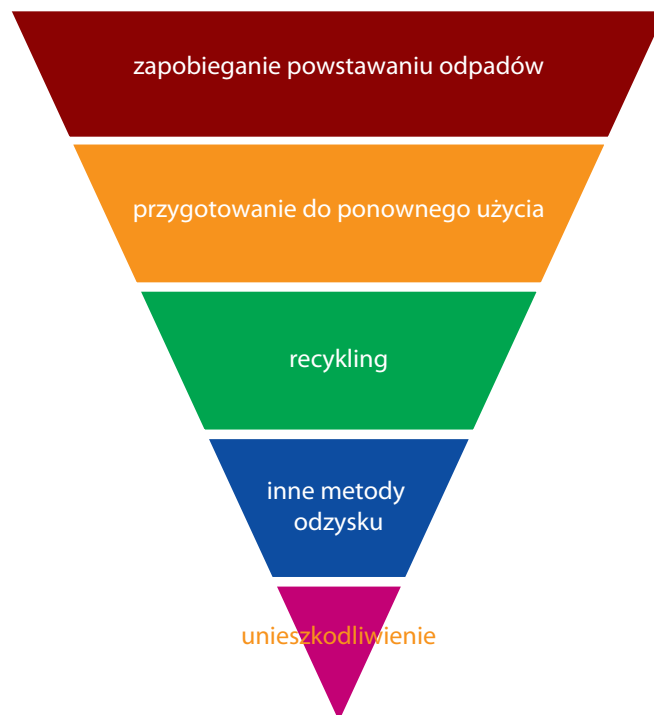 zapobieganie powstawaniu odpadów
przygotowanie do ponownego użycia
recykling
inne metody
odzysku
unieszkodliwienie